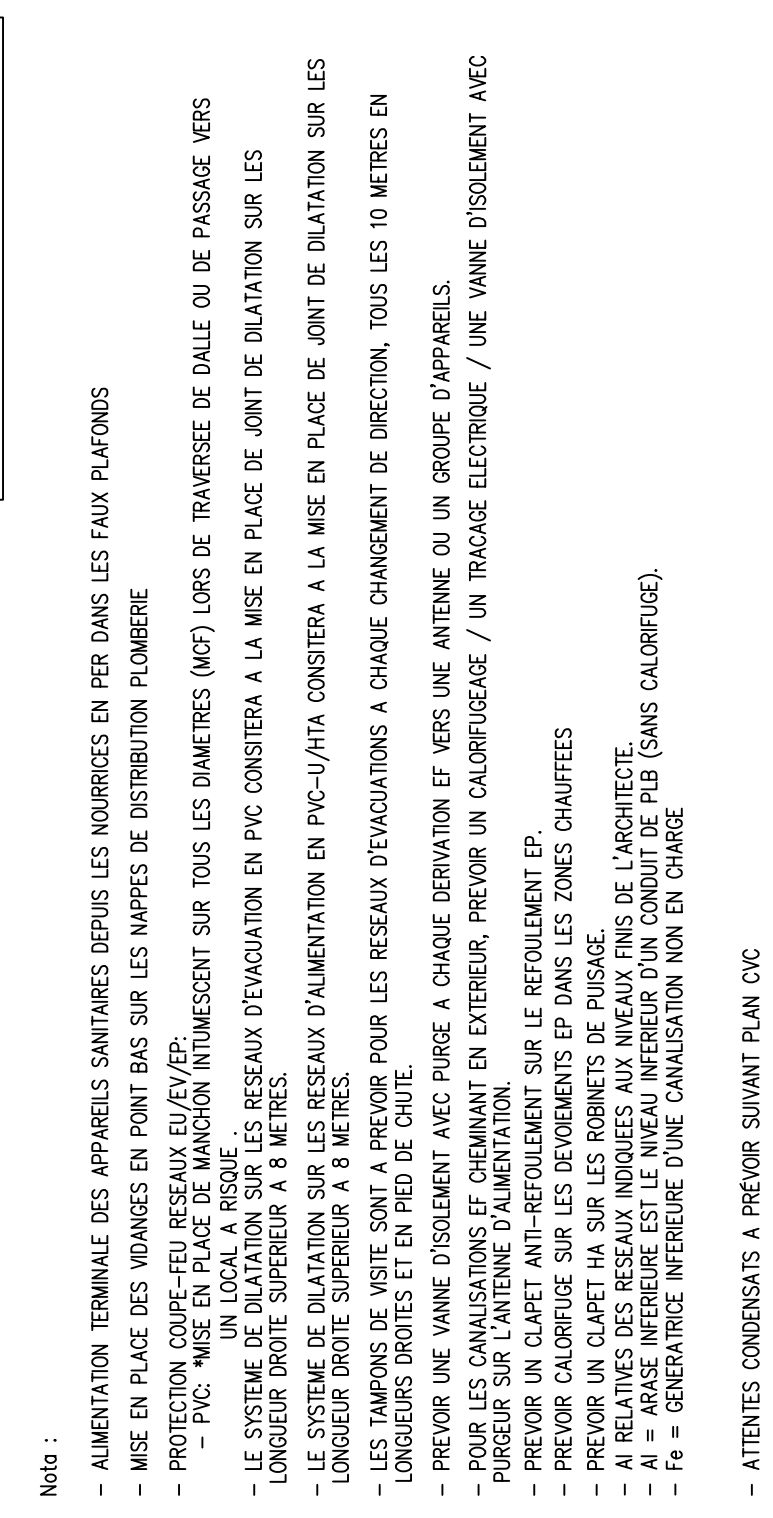 Nota :
– ALIMENTATION TERMINALE DES APPAREILS SANITAIRES DEPUIS LES NOURRICES EN PER DANS LES FAUX PLAFONDS
– MISE EN PLACE DES VIDANGES EN POINT BAS SUR LES NAPPES DE DISTRIBUTION PLOMBERIE
– PROTECTION COUPE–FEU RESEAUX EU/EV/EP:
– PVC: *MISE EN PLACE DE MANCHON INTUMESCENT SUR TOUS LES DIAMETRES (MCF) LORS DE TRAVERSEE DE DALLE OU DE PASSAGE VERS
UN LOCAL A RISQUE .
– LE SYSTEME DE DILATATION SUR LES RESEAUX D'EVACUATION EN PVC CONSITERA A LA MISE EN PLACE DE JOINT DE DILATATION SUR LES
LONGUEUR DROITE SUPERIEUR A 8 METRES.
– LE SYSTEME DE DILATATION SUR LES RESEAUX D'ALIMENTATION EN PVC–U/HTA CONSITERA A LA MISE EN PLACE DE JOINT DE DILATATION SUR LES
LONGUEUR DROITE SUPERIEUR A 8 METRES.
– LES TAMPONS DE VISITE SONT A PREVOIR POUR LES RESEAUX D'EVACUATIONS A CHAQUE CHANGEMENT DE DIRECTION, TOUS LES 10 METRES EN
LONGUEURS DROITES ET EN PIED DE CHUTE.
– PREVOIR UNE VANNE D'ISOLEMENT AVEC PURGE A CHAQUE DERIVATION EF VERS UNE ANTENNE OU UN GROUPE D'APPAREILS.
– POUR LES CANALISATIONS EF CHEMINANT EN EXTERIEUR, PREVOIR UN CALORIFUGEAGE / UN TRACAGE ELECTRIQUE / UNE VANNE D'ISOLEMENT AVEC
PURGEUR SUR L'ANTENNE D'ALIMENTATION.
– PREVOIR UN CLAPET ANTI–REFOULEMENT SUR LE REFOULEMENT EP.
– PREVOIR CALORIFUGE SUR LES DEVOIEMENTS EP DANS LES ZONES CHAUFFEES
– PREVOIR UN CLAPET HA SUR LES ROBINETS DE PUISAGE.
– AI RELATIVES DES RESEAUX INDIQUEES AUX NIVEAUX FINIS DE L'ARCHITECTE.
– AI = ARASE INFERIEURE EST LE NIVEAU INFERIEUR D'UN CONDUIT DE PLB (SANS CALORIFUGE).
– Fe = GENERATRICE INFERIEURE D'UNE CANALISATION NON EN CHARGE
– ATTENTES CONDENSATS A PRÉVOIR SUIVANT PLAN CVC